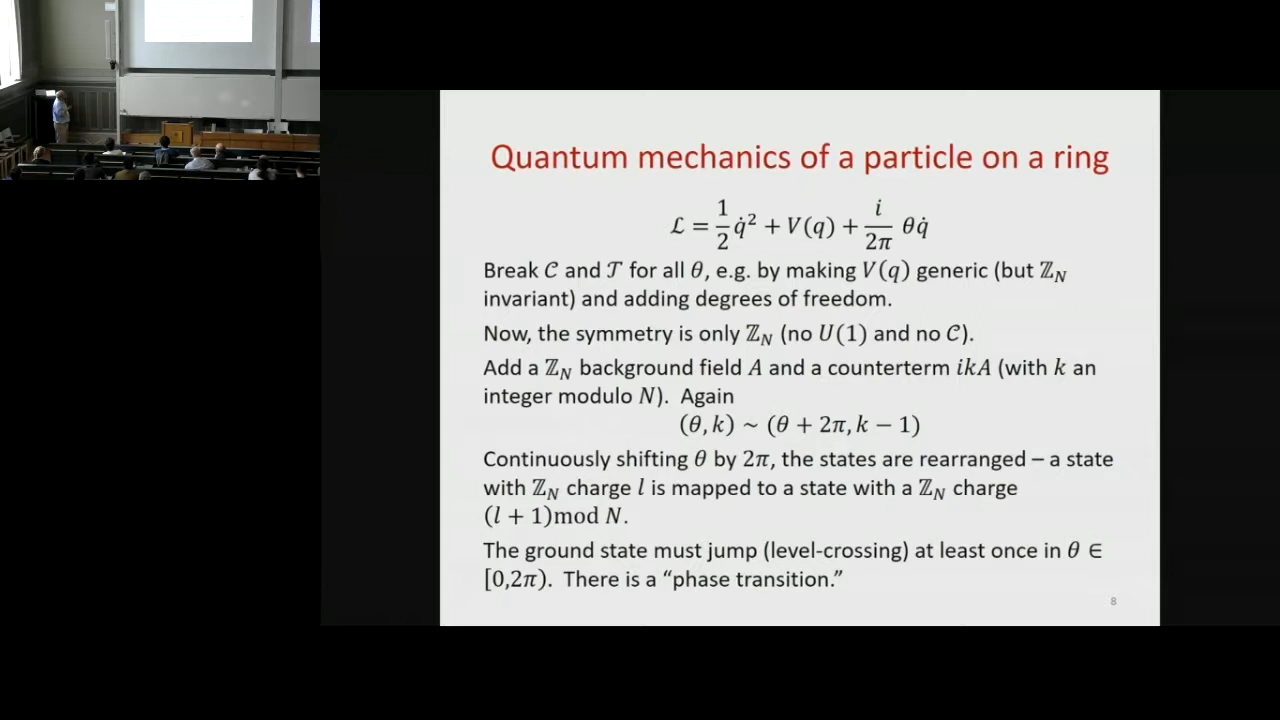 Quantum mechanics of a particle on a ring
ℒ = 1/2 q̇² + V(q) + i/2π θq̇
Break 𝒞 and 𝒯 for all θ, e.g. by making V(q) generic (but ℤ_N
invariant) and adding degrees of freedom.
Now, the symmetry is only ℤ_N (no U(1) and no 𝒞).
Add a ℤ_N background field A and a counterterm ikA (with k an
integer modulo N). Again
(θ, k) ~ (θ + 2π, k − 1)
Continuously shifting θ by 2π, the states are rearranged – a state
with ℤ_N charge l is mapped to a state with a ℤ_N charge
(l + 1)mod N.
The ground state must jump (level-crossing) at least once in θ ∈
[0,2π). There is a “phase transition.”
8